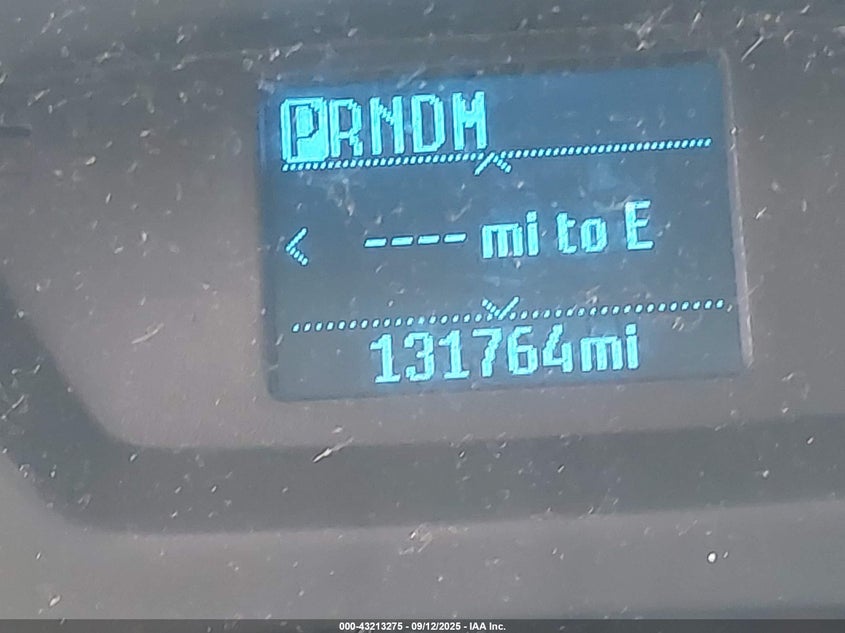 PRNDM
< ---- mi to E
131764mi
000-43213275 - 09/12/2025 - IAA Inc.